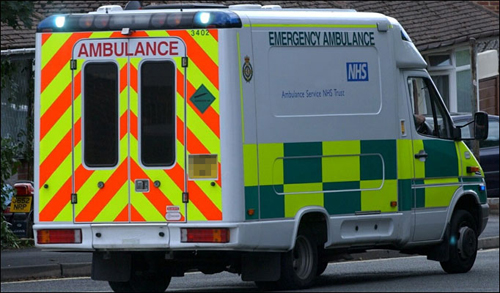 3402
AMBULANCE
EMERGENCY AMBULANCE
NHS
Ambulance Service NHS Trust